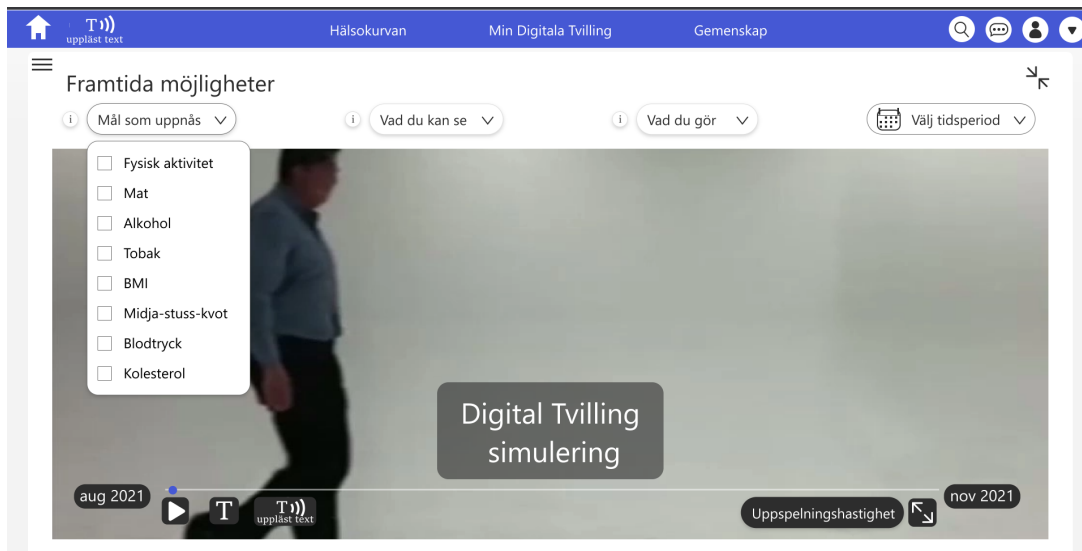 T
uppläst text
Hälsokurvan
Min Digitala Tvilling
Gemenskap
Framtida möjligheter
i
Mål som uppnås
i
Vad du kan se
i
Vad du gör
Välj tidsperiod
Fysisk aktivitet
Mat
Alkohol
Tobak
BMI
Midja-stuss-kvot
Blodtryck
Kolesterol
Digital Tvilling
simulering
aug 2021
T
T
uppläst text
Uppspelningshastighet
nov 2021